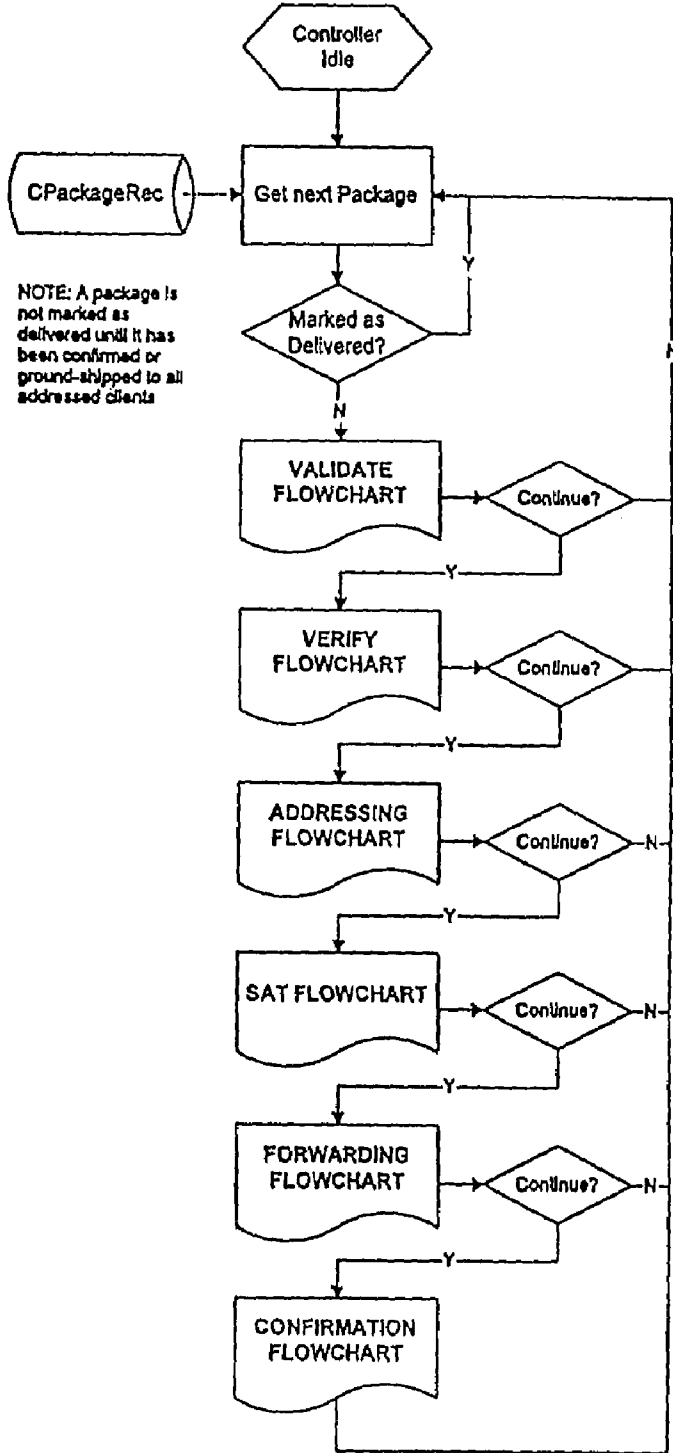 Controller
Idle
CPackageRec
Get next Package
Y
NOTE: A package is
not marked as
delivered until it has
been confirmed or
ground-shipped to all
addressed clients
Marked as
Delivered?
N
N
VALIDATE
FLOWCHART
Continue?
Y
VERIFY
FLOWCHART
Continue?
Y
ADDRESSING
FLOWCHART
Continue?
N
Y
SAT FLOWCHART
Continue?
N
Y
FORWARDING
FLOWCHART
Continue?
N
Y
CONFIRMATION
FLOWCHART